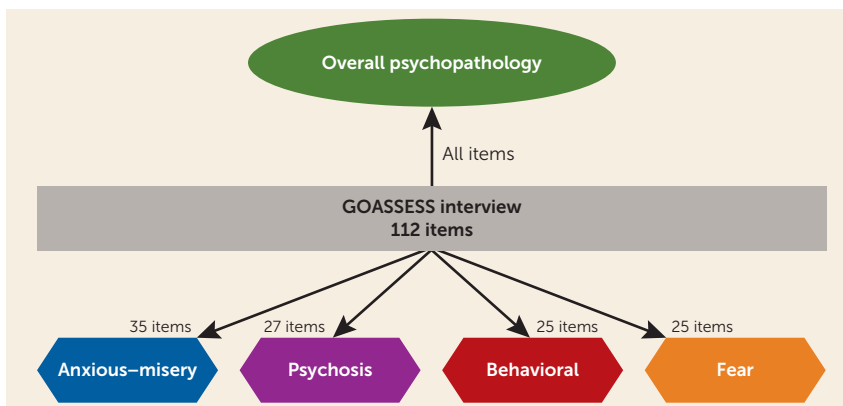 Overall psychopathology
All items
GOASSESS interview
112 items
35 items
27 items
25 items
25 items
Anxious–misery
Psychosis
Behavioral
Fear